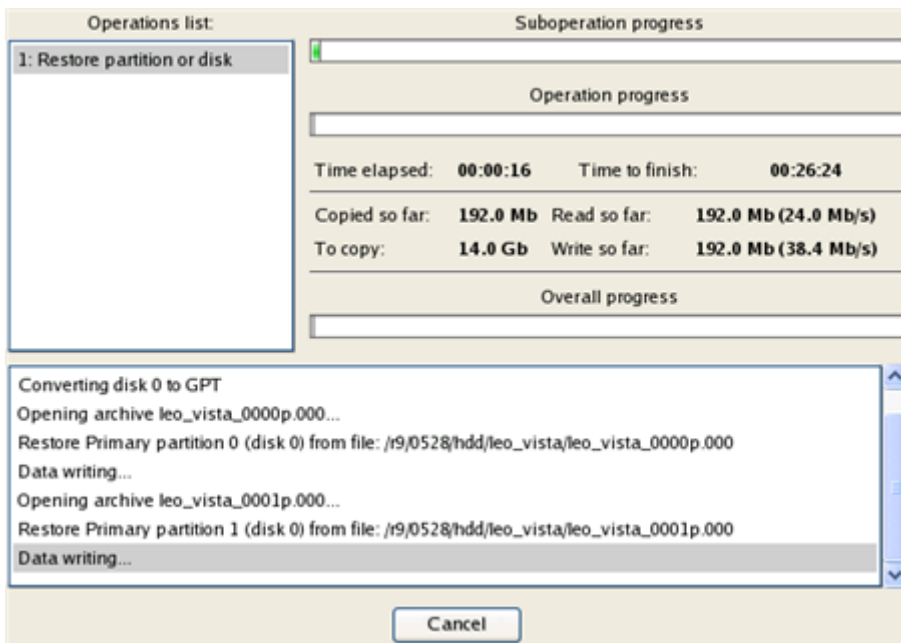 Operations list:
1: Restore partition or disk
Suboperation progress
Operation progress
Time elapsed: 00:00:16 Time to finish: 00:26:24
Copied so far: 192.0 Mb Read so far: 192.0 Mb (24.0 Mb/s)
To copy: 14.0 Gb Write so far: 192.0 Mb (38.4 Mb/s)
Overall progress
Converting disk 0 to GPT
Opening archive leo_vista_0000p.000...
Restore Primary partition 0 (disk 0) from file: /r9/0528/hdd/leo_vista/leo_vista_0000p.000
Data writing...
Opening archive leo_vista_0001p.000...
Restore Primary partition 1 (disk 0) from file: /r9/0528/hdd/leo_vista/leo_vista_0001p.000
Data writing...
Cancel